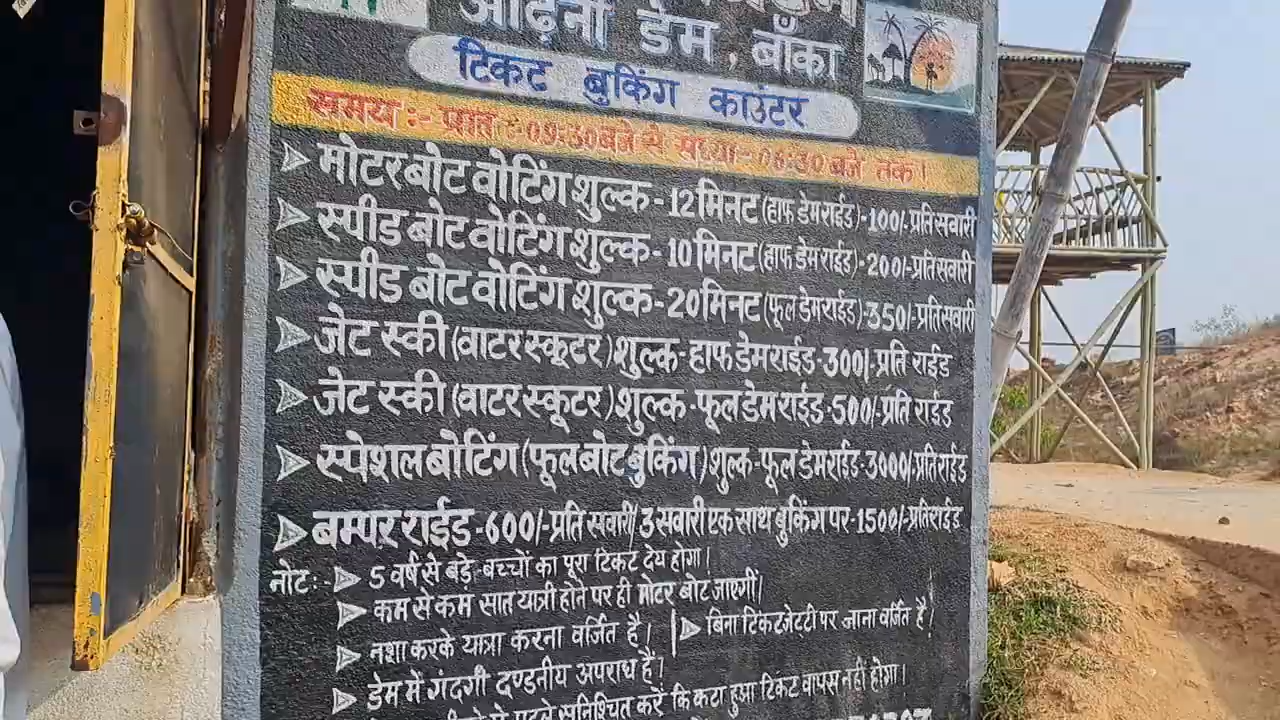 ओढ़नी डेम, बाँका
टिकट बुकिंग काउंटर
समय :- प्रातः-09:30 बजे से संध्या-06:30 बजे तक।
मोटर बोट वोटिंग शुल्क - 12 मिनट (हाफ डेम राईड)-100/- प्रति सवारी
स्पीड बोट वोटिंग शुल्क - 10 मिनट (हाफ डेम राईड)-200/-प्रति सवारी
स्पीड बोट वोटिंग शुल्क - 20 मिनट (फूल डेम राईड)-350/-प्रति सवारी
जेट स्की (वाटर स्कूटर) शुल्क-हाफ डेम राईड-300/-प्रति राईड
जेट स्की (वाटर स्कूटर) शुल्क-फूल डेम राईड-500/-प्रति राईड
स्पेशल बोटिंग (फूल बोट बुकिंग) शुल्क-फूल डेम राईड-3000/-प्रति राईड
बम्पर राईड-600/-प्रति सवारी/ 3 सवारी एक साथ बुकिंग पर-1500/-प्रति राईड
नोट:- 5 वर्ष से बड़े बच्चों का पूरा टिकट देय होगा।
कम से कम सात यात्री होने पर ही मोटर बोट जाएगी।
नशा करके यात्रा करना वर्जित है। बिना टिकट जेटटी पर जाना वर्जित है।
डेम में गंदगी दण्डनीय अपराध हैं।
पहले सुनिश्चित करें कि कटा हुआ टिकट वापस नहीं होगा।